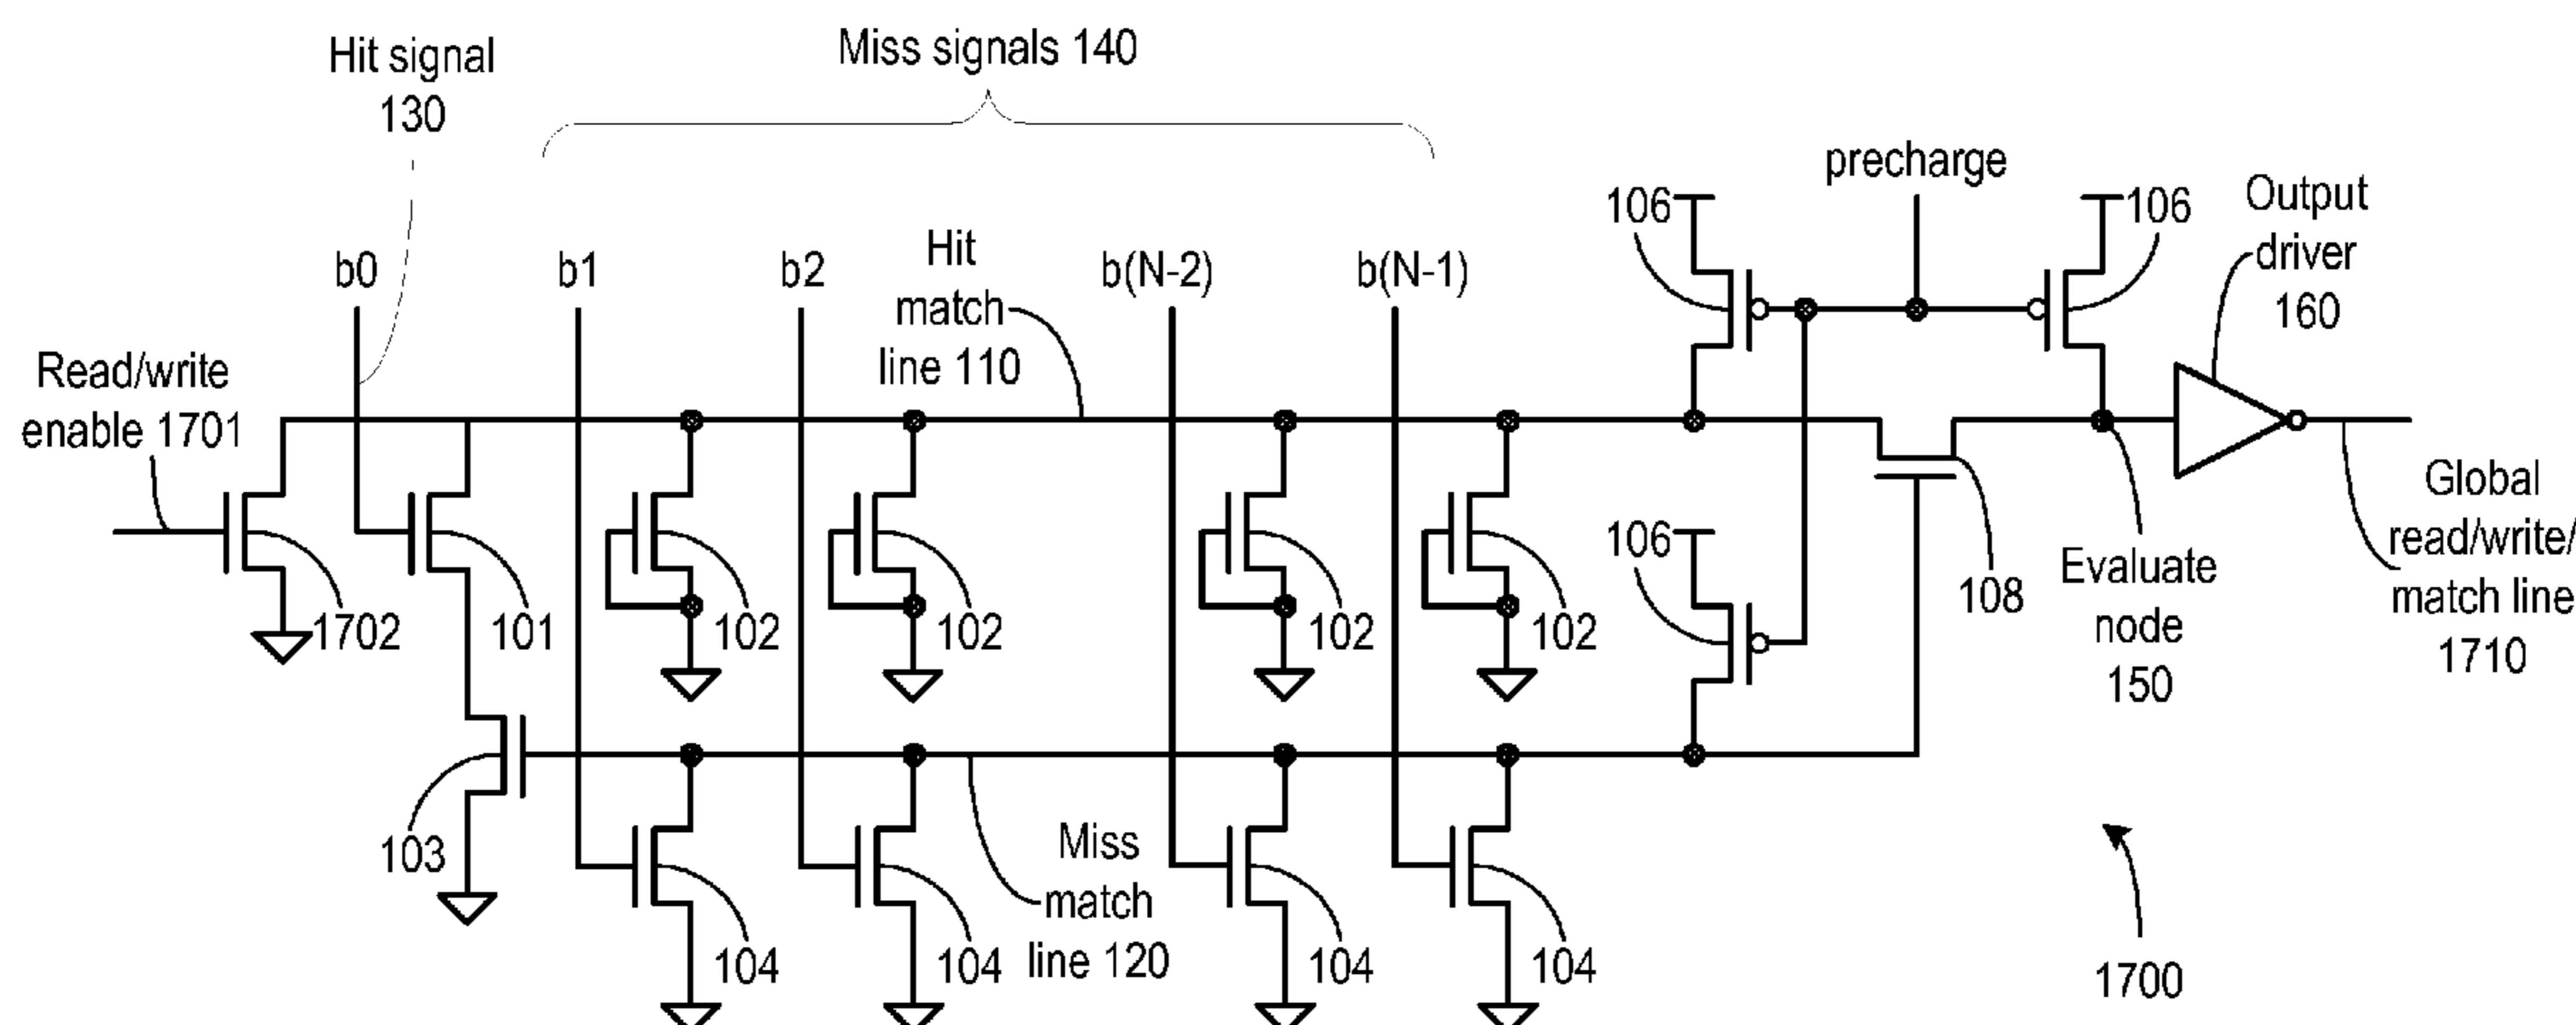 Hit signal
130
Miss signals 140
precharge
106
106
Output
driver
160
b0
b1
b2
Hit
match
line 110
b(N-2)
b(N-1)
Read/write
enable 1701
Global
read/write/
match line
1710
106
Evaluate
node
150
108
1702
101
102
102
102
102
103
Miss
match
line 120
104
104
104
104
1700